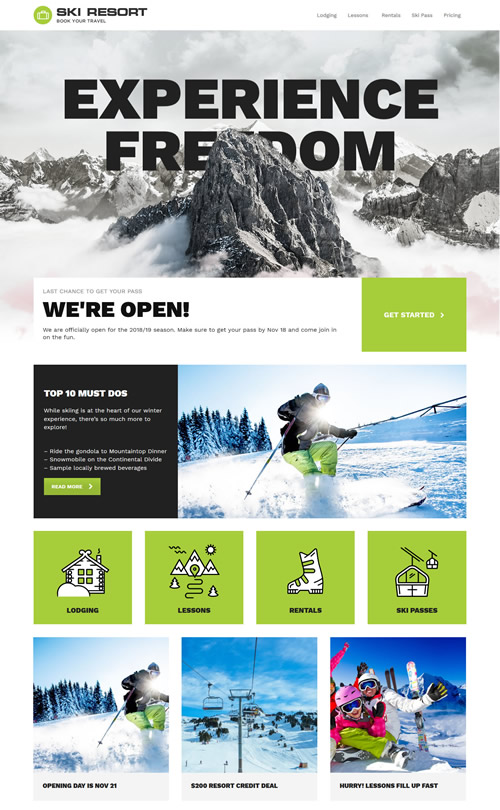 SKI RESORT
BOOK YOUR TRAVEL
Lodging Lessons Rentals Ski Pass Pricing
EXPERIENCE
FREEDOM
LAST CHANCE TO GET YOUR PASS
WE'RE OPEN!
We are officially open for the 2018/19 season. Make sure to get your pass by Nov 18 and come join in
on the fun.
GET STARTED
TOP 10 MUST DOS
While skiing is at the heart of our winter
experience, there's so much more to
explore!
– Ride the gondola to Mountaintop Dinner
– Snowmobile on the Continental Divide
– Sample locally brewed beverages
READ MORE
LODGING
LESSONS
RENTALS
SKI PASSES
OPENING DAY IS NOV 21
$200 RESORT CREDIT DEAL
HURRY! LESSONS FILL UP FAST